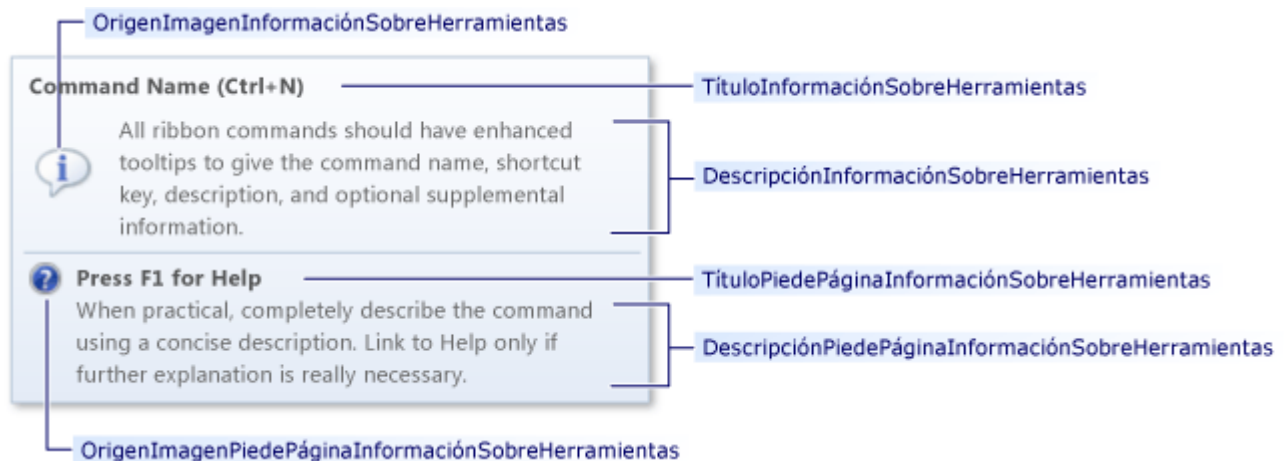 OrigenImagenInformaciónSobreHerramientas
Command Name (Ctrl+N)
TítuloInformaciónSobreHerramientas
All ribbon commands should have enhanced
tooltips to give the command name, shortcut
key, description, and optional supplemental
information.
DescripciónInformaciónSobreHerramientas
Press F1 for Help
TítuloPiedePáginaInformaciónSobreHerramientas
When practical, completely describe the command
using a concise description. Link to Help only if
further explanation is really necessary.
DescripciónPiedePáginaInformaciónSobreHerramientas
OrigenImagenPiedePáginaInformaciónSobreHerramientas